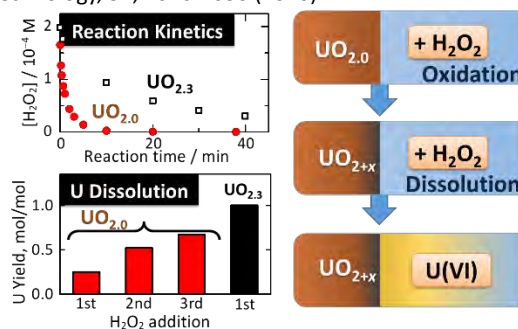 Reaction Kinetics
[H₂O₂] / 10⁻⁴ M
2
1
0
UO₂.₃
UO₂.₀
0 20 40
Reaction time / min
U Dissolution
U Yield, mol/mol
1.0
0.5
0.0
UO₂.₀
UO₂.₃
1st 2nd 3rd 1st
H₂O₂ addition
UO₂.₀
+ H₂O₂
Oxidation
UO₂₊ₓ
+ H₂O₂
Dissolution
UO₂₊ₓ
U(VI)